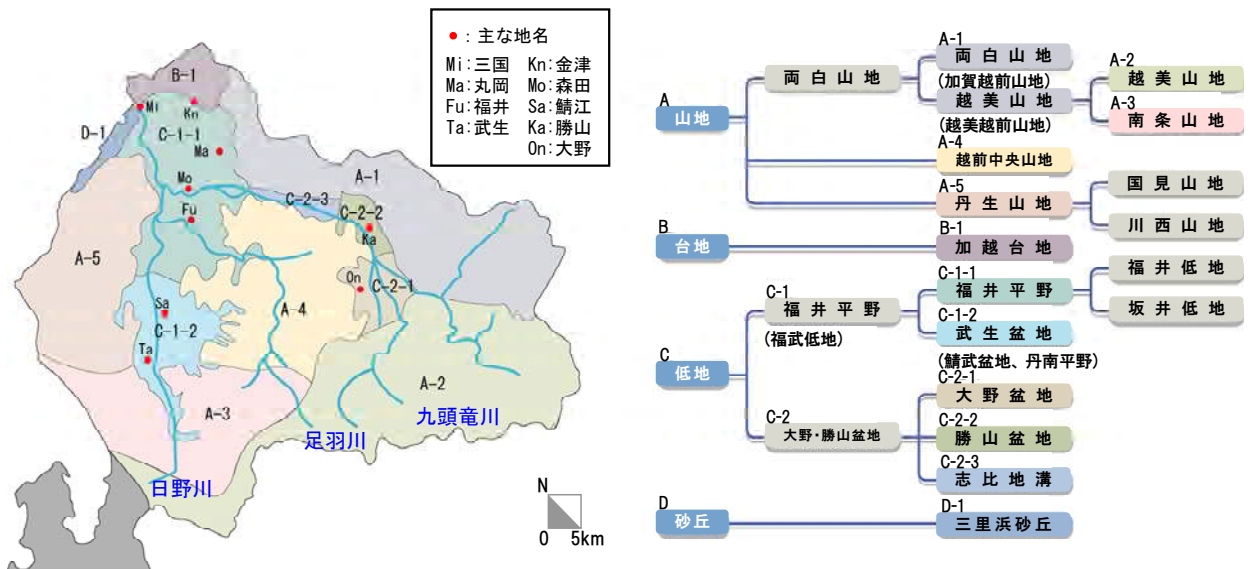 ●：主な地名
Mi:三国 Kn:金津
Ma:丸岡 Mo:森田
Fu:福井 Sa:鯖江
Ta:武生 Ka:勝山
On:大野
B-1
Mi
Kn
D-1
C-1-1
Ma
A-1
Mo
C-2-3
C-2-2
Fu
Ka
A-5
On
C-2-1
A-4
Sa
C-1-2
Ta
A-2
A-3
九頭竜川
足羽川
日野川
N
0 5km
A
山地
両白山地
A-1
両白山地
(加賀越前山地)
越美山地
(越美越前山地)
A-2
越美山地
A-3
南条山地
A-4
越前中央山地
A-5
丹生山地
国見山地
川西山地
B
台地
B-1
加越台地
C
低地
C-1
福井平野
(福武低地)
C-1-1
福井平野
福井低地
坂井低地
C-1-2
武生盆地
(鯖武盆地、丹南平野)
C-2
大野・勝山盆地
C-2-1
大野盆地
C-2-2
勝山盆地
C-2-3
志比地溝
D
砂丘
D-1
三里浜砂丘